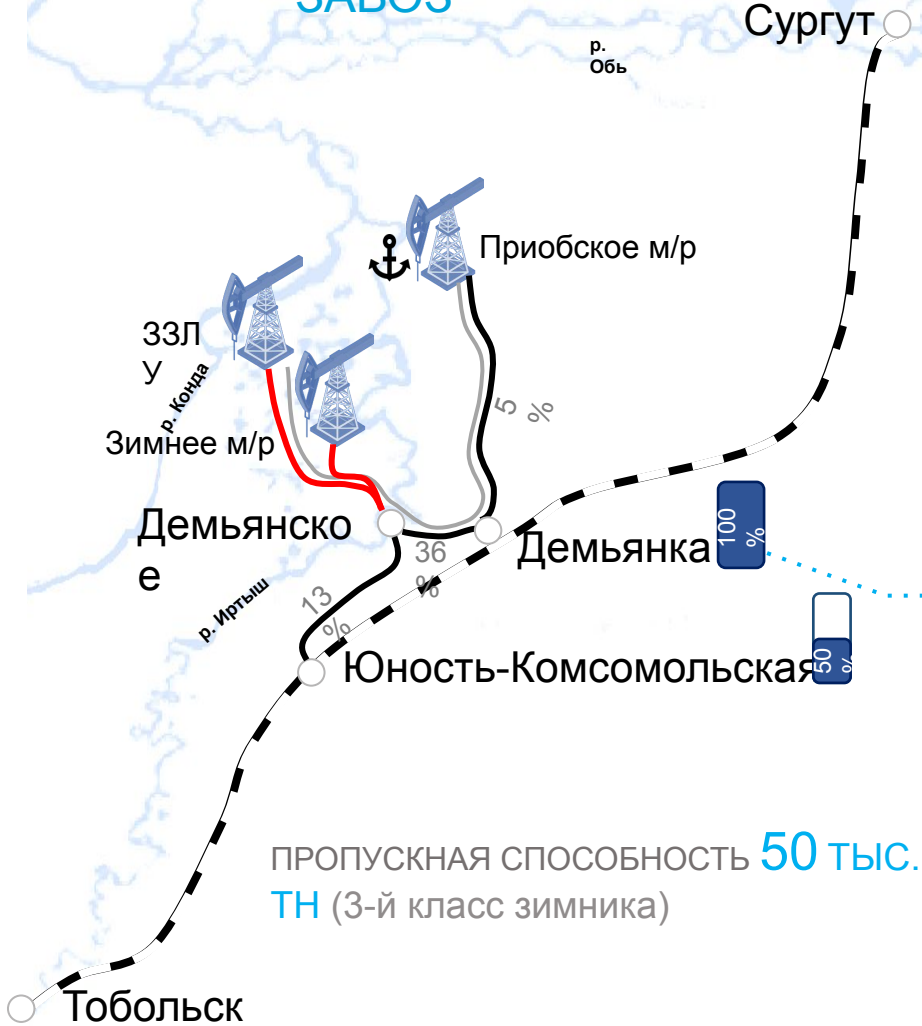 ЗАВОЗ
Сургут
р.
Обь
Приобское м/р
ЗЗЛ
У
р. Конда
5
%
Зимнее м/р
Демьянско
е
100
%
Демьянка
36
%
р. Иртыш
13
%
Юность-Комсомольская
50
%
ПРОПУСКНАЯ СПОСОБНОСТЬ 50 ТЫС.
ТН (3-й класс зимника)
Тобольск